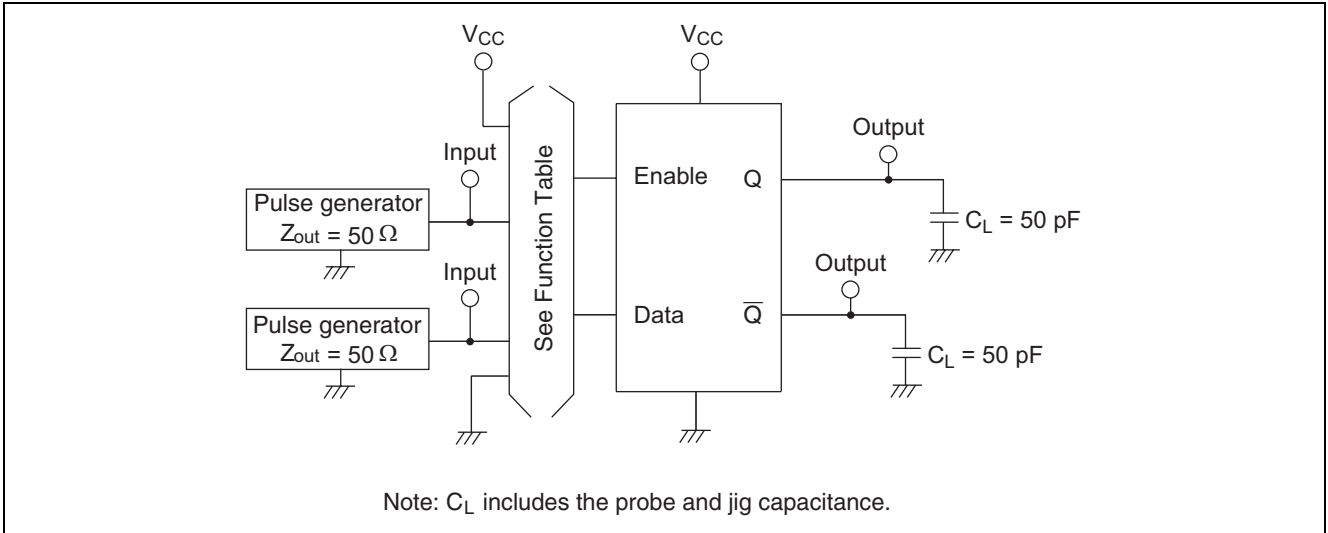 VCC
VCC
Output
Input
See Function Table
Enable
Q
Pulse generator
Zout = 50 Ω
CL = 50 pF
Input
Output
Data
Q̅
Pulse generator
Zout = 50 Ω
CL = 50 pF
Note: CL includes the probe and jig capacitance.